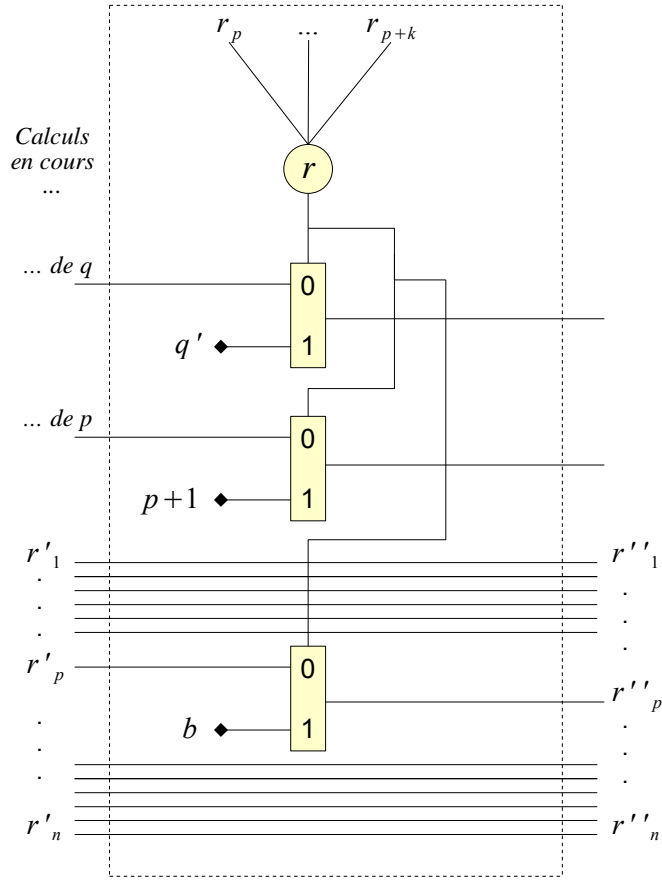 r_p ... r_{p+k}
Calculs
en cours
...
r
... de q
0
q' 1
... de p
0
p+1 1
r'_1 r''_1
. .
. .
. .
r'_p 0
r''_p
b 1
. .
. .
. .
r'_n r''_n